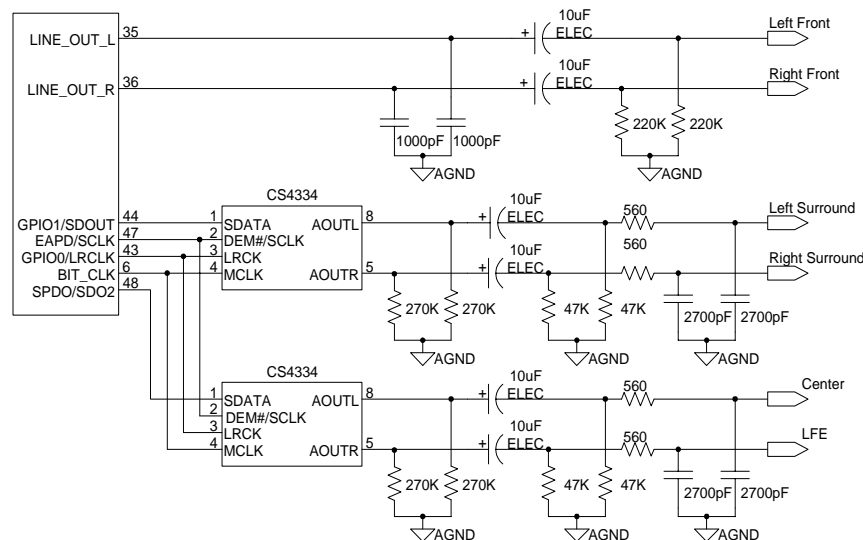 10uF
35
LINE_OUT_L
+
ELEC
Left Front
10uF
36
LINE_OUT_R
+
ELEC
Right Front
1000pF
1000pF
220K
220K
AGND
AGND
CS4334
10uF
GPIO1/SDOUT
44
1
SDATA
AOUTL
8
+
ELEC
560
Left Surround
EAPD/SCLK
47
2
DEM#/SCLK
10uF
560
GPIO0/LRCLK
43
3
LRCK
BIT_CLK
6
4
MCLK
AOUTR
5
+
ELEC
Right Surround
SPDO/SDO2
48
270K
270K
47K
47K
2700pF
2700pF
AGND
AGND
AGND
CS4334
10uF
1
SDATA
AOUTL
8
+
ELEC
560
Center
2
DEM#/SCLK
10uF
3
LRCK
560
LFE
4
MCLK
AOUTR
5
+
ELEC
270K
270K
47K
47K
2700pF
2700pF
AGND
AGND
AGND